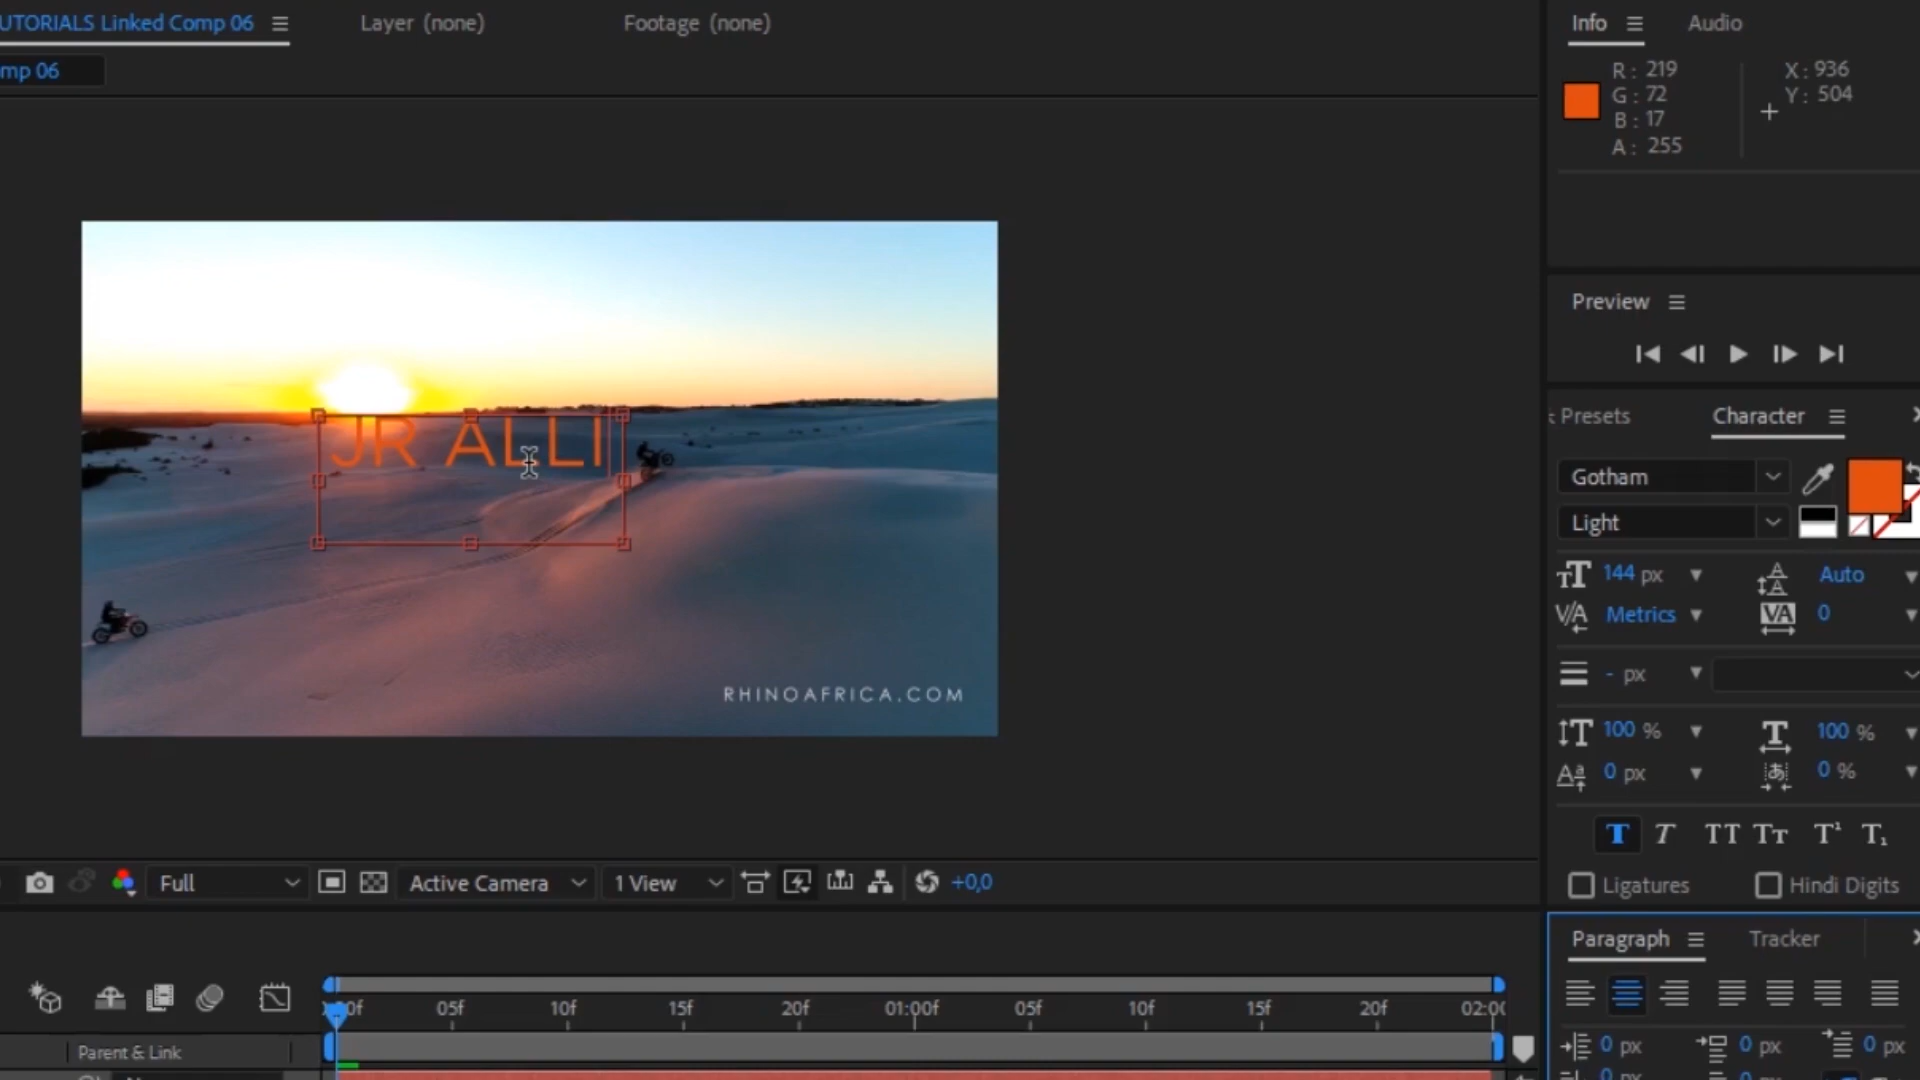 UTORIALS Linked Comp 06
Layer (none)
Footage (none)
Info
Audio
mp 06
R : 219
G : 72
B : 17
A : 255
X : 936
Y : 504
Preview
Presets
Character
Gotham
Light
144 px
Auto
Metrics
0
- px
100 %
100 %
0 px
0 %
Ligatures
Hindi Digits
JR ALLI
RHINOAFRICA.COM
Full
Active Camera
1 View
+0,0
Paragraph
Tracker
05f
10f
15f
20f
01:00f
05f
10f
15f
20f
Parent & Link
0 px
0 px
0 px